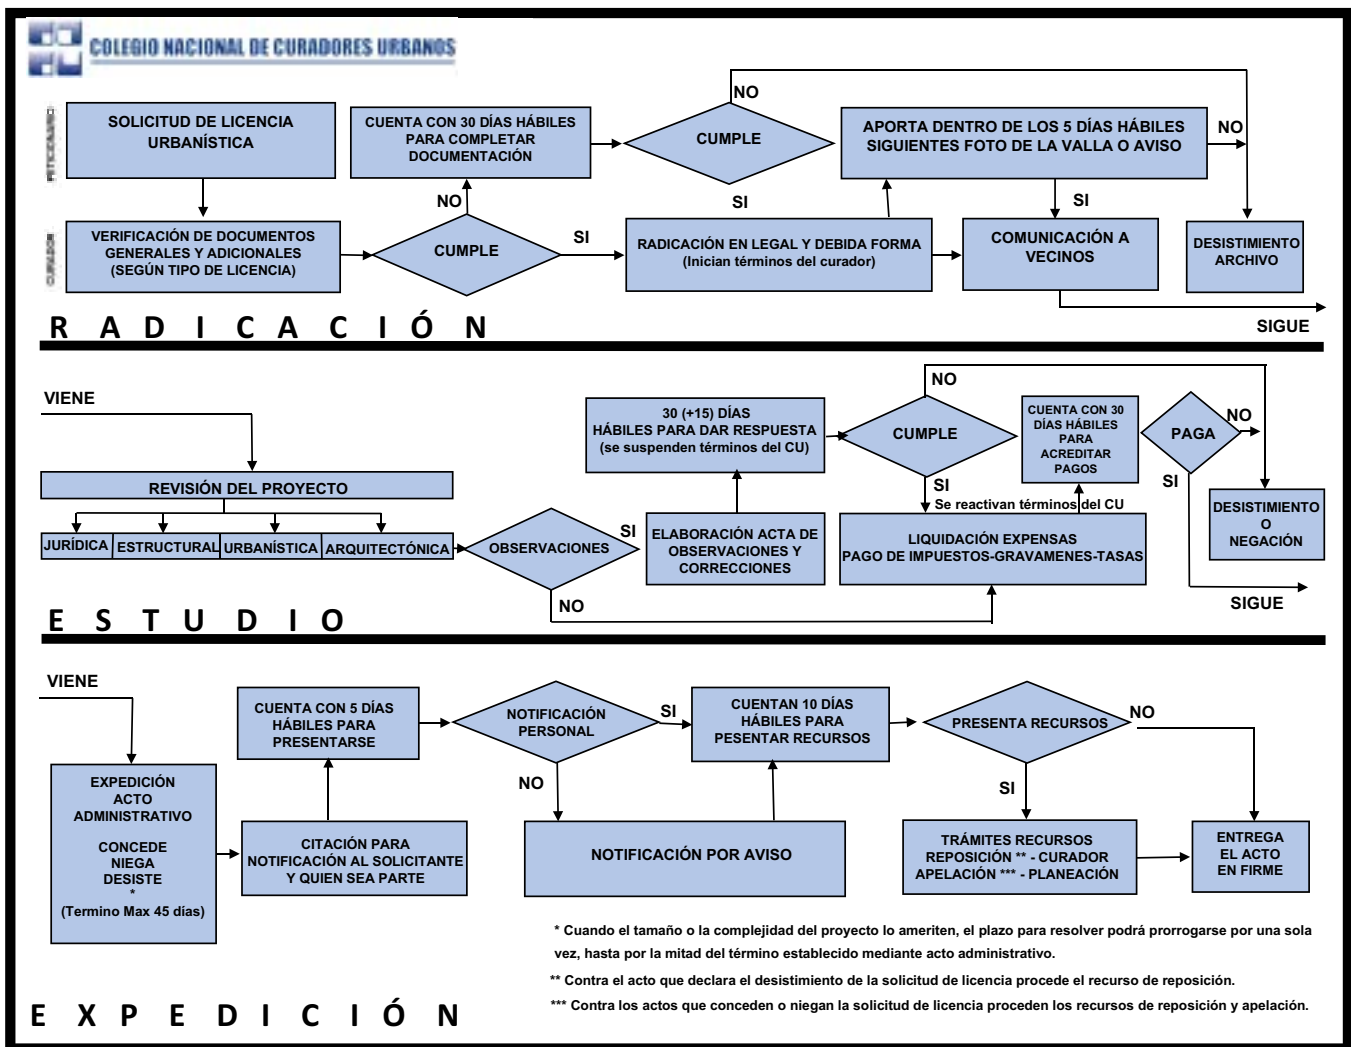 COLEGIO NACIONAL DE CURADORES URBANOS
PETICIONARIO
SOLICITUD DE LICENCIA
URBANÍSTICA
CUENTA CON 30 DÍAS HÁBILES
PARA COMPLETAR
DOCUMENTACIÓN
CUMPLE
NO
APORTA DENTRO DE LOS 5 DÍAS HÁBILES
SIGUIENTES FOTO DE LA VALLA O AVISO
NO
NO
SI
SI
CURADOR
VERIFICACIÓN DE DOCUMENTOS
GENERALES Y ADICIONALES
(SEGÚN TIPO DE LICENCIA)
CUMPLE
SI
RADICACIÓN EN LEGAL Y DEBIDA FORMA
(Inician términos del curador)
COMUNICACIÓN A
VECINOS
DESISTIMIENTO
ARCHIVO
SIGUE
RADICACIÓN
VIENE
REVISIÓN DEL PROYECTO
JURÍDICA
ESTRUCTURAL
URBANÍSTICA
ARQUITECTÓNICA
OBSERVACIONES
SI
NO
ELABORACIÓN ACTA DE
OBSERVACIONES Y
CORRECCIONES
30 (+15) DÍAS
HÁBILES PARA DAR RESPUESTA
(se suspenden términos del CU)
CUMPLE
NO
SI
Se reactivan términos del CU
LIQUIDACIÓN EXPENSAS
PAGO DE IMPUESTOS-GRAVAMENES-TASAS
CUENTA CON 30
DÍAS HÁBILES
PARA
ACREDITAR
PAGOS
PAGA
NO
SI
DESISTIMIENTO
O
NEGACIÓN
SIGUE
ESTUDIO
VIENE
EXPEDICIÓN
ACTO
ADMINISTRATIVO
CONCEDE
NIEGA
DESISTE
*
(Termino Max 45 días)
CUENTA CON 5 DÍAS
HÁBILES PARA
PRESENTARSE
CITACIÓN PARA
NOTIFICACIÓN AL SOLICITANTE
Y QUIEN SEA PARTE
NOTIFICACIÓN
PERSONAL
SI
NO
NOTIFICACIÓN POR AVISO
CUENTAN 10 DÍAS
HÁBILES PARA
PESENTAR RECURSOS
PRESENTA RECURSOS
NO
SI
TRÁMITES RECURSOS
REPOSICIÓN ** - CURADOR
APELACIÓN *** - PLANEACIÓN
ENTREGA
EL ACTO
EN FIRME
* Cuando el tamaño o la complejidad del proyecto lo ameriten, el plazo para resolver podrá prorrogarse por una sola
vez, hasta por la mitad del término establecido mediante acto administrativo.
** Contra el acto que declara el desistimiento de la solicitud de licencia procede el recurso de reposición.
*** Contra los actos que conceden o niegan la solicitud de licencia proceden los recursos de reposición y apelación.
EXPEDICIÓN